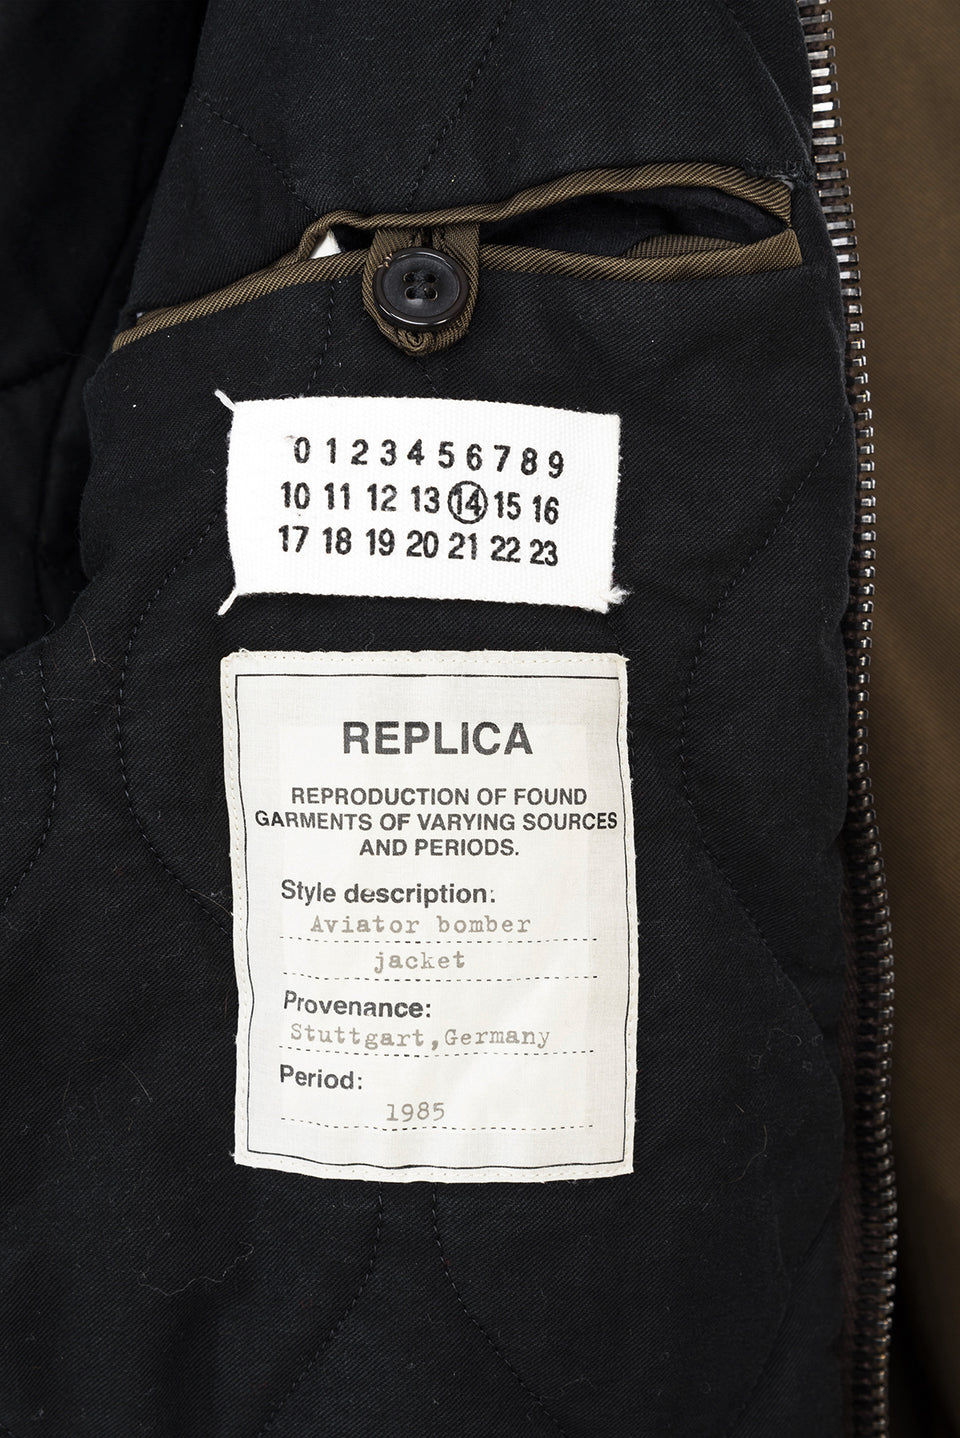 0 1 2 3 4 5 6 7 8 9
10 11 12 13 14 15 16
17 18 19 20 21 22 23
REPLICA
REPRODUCTION OF FOUND
GARMENTS OF VARYING SOURCES
AND PERIODS.
Style description:
Aviator bomber
jacket
Provenance:
Stuttgart,Germany
Period:
1985